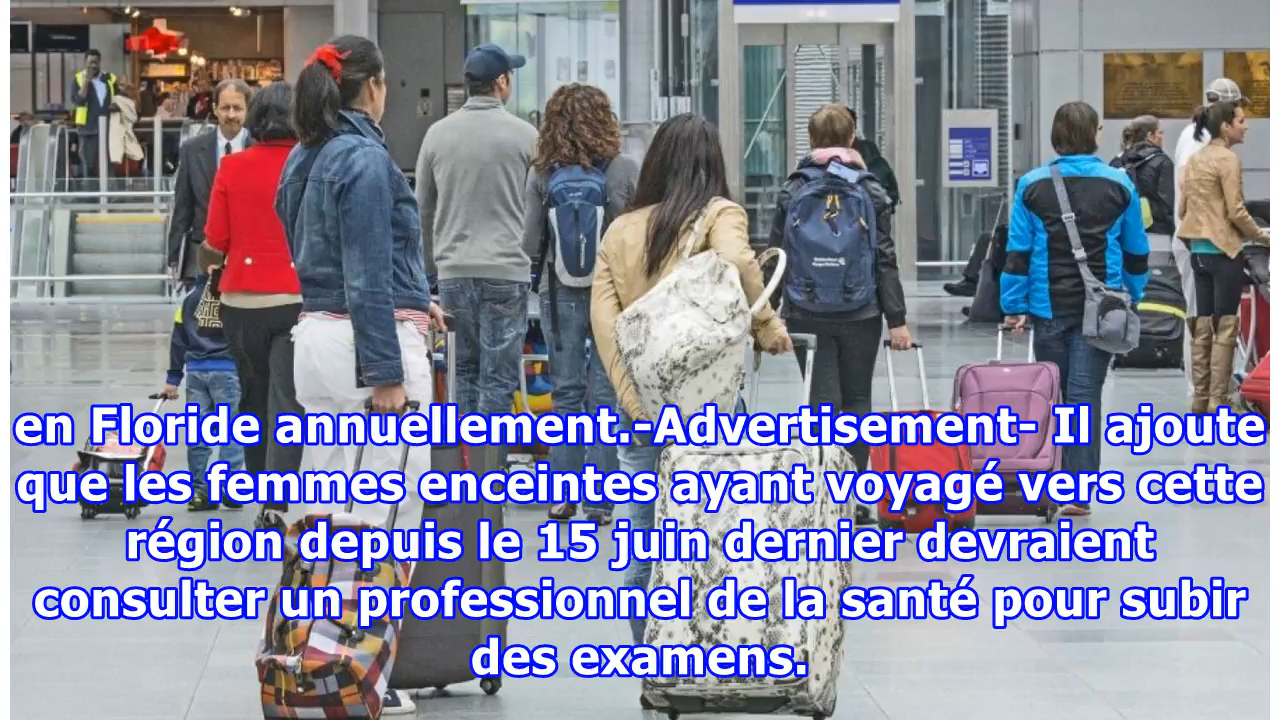 en Floride annuellement.-Advertisement- Il ajoute
que les femmes enceintes ayant voyagé vers cette
région depuis le 15 juin dernier devraient
consulter un professionnel de la santé pour subir
des examens.